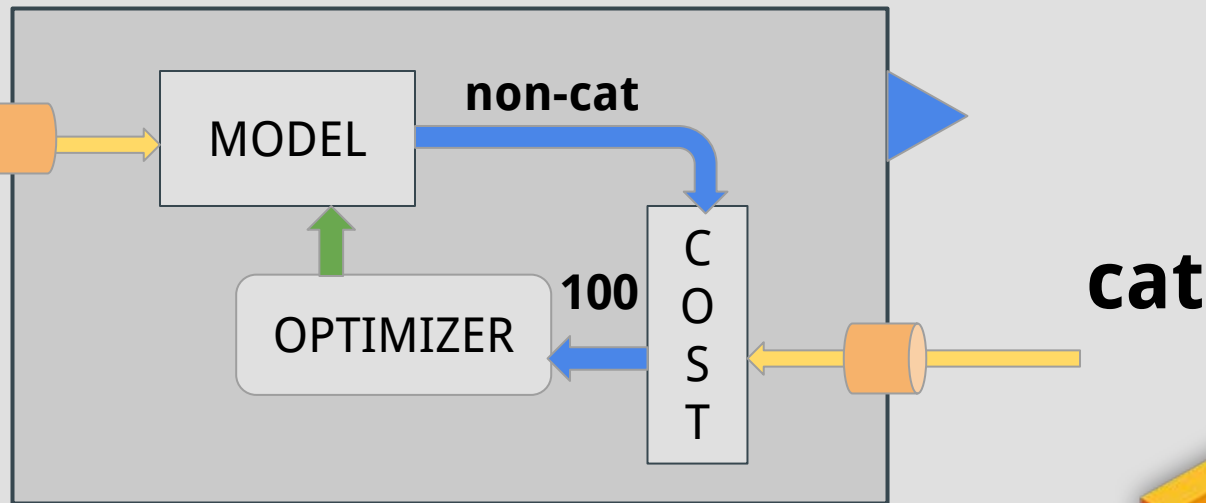 non-cat
MODEL
C
O
S
T
100
OPTIMIZER
cat